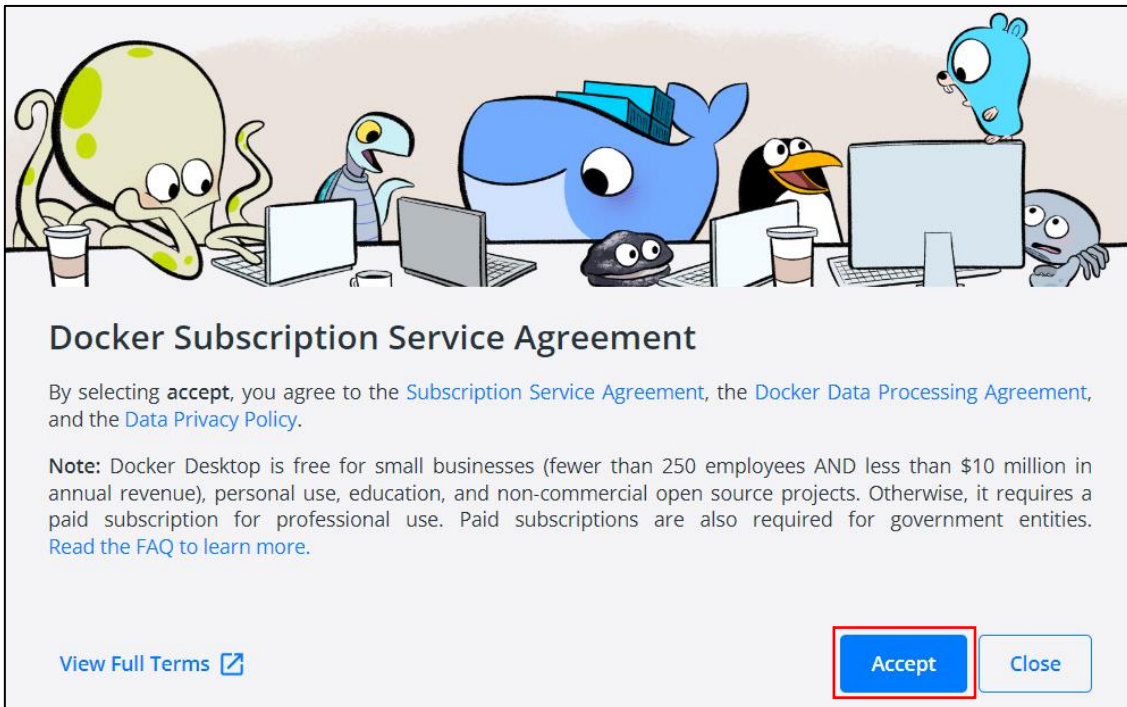 Docker Subscription Service Agreement
By selecting accept, you agree to the Subscription Service Agreement, the Docker Data Processing Agreement,
and the Data Privacy Policy.
Note: Docker Desktop is free for small businesses (fewer than 250 employees AND less than $10 million in
annual revenue), personal use, education, and non-commercial open source projects. Otherwise, it requires a
paid subscription for professional use. Paid subscriptions are also required for government entities.
Read the FAQ to learn more.
View Full Terms
Accept
Close